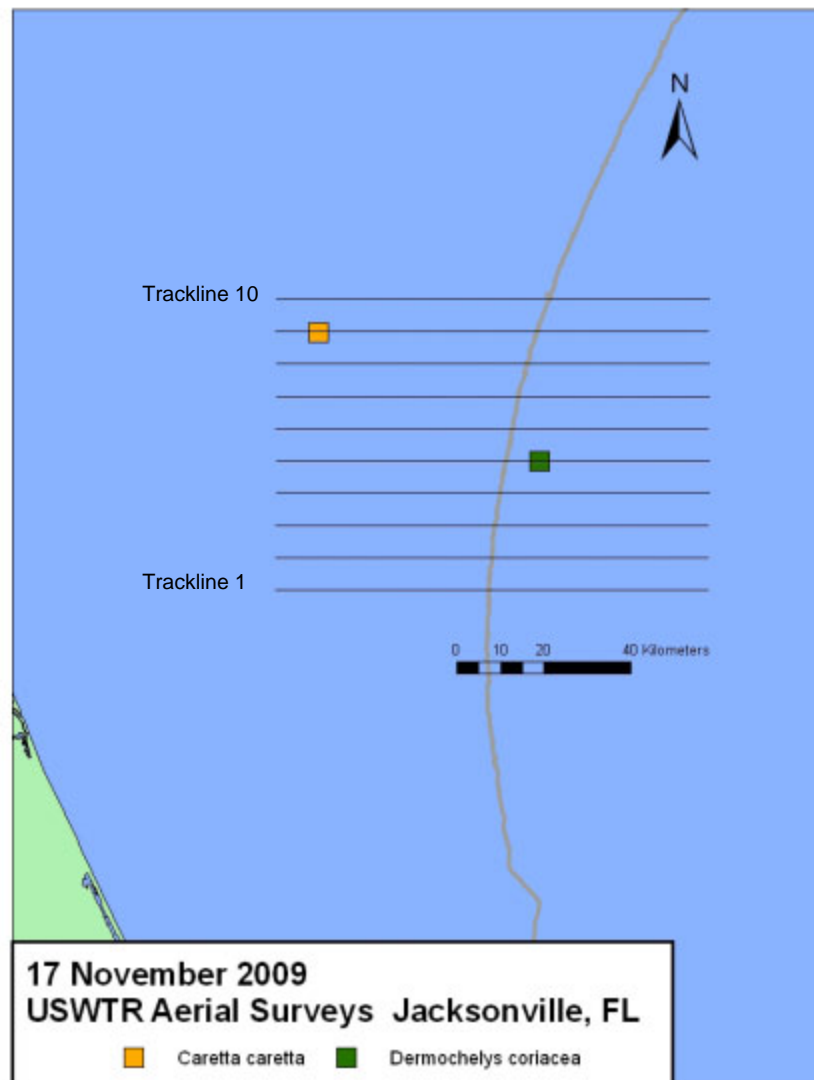 N
Trackline 10
Trackline 1
0 10 20 40 Kilometers
17 November 2009
USWTR Aerial Surveys Jacksonville, FL
Caretta caretta Dermochelys coriacea